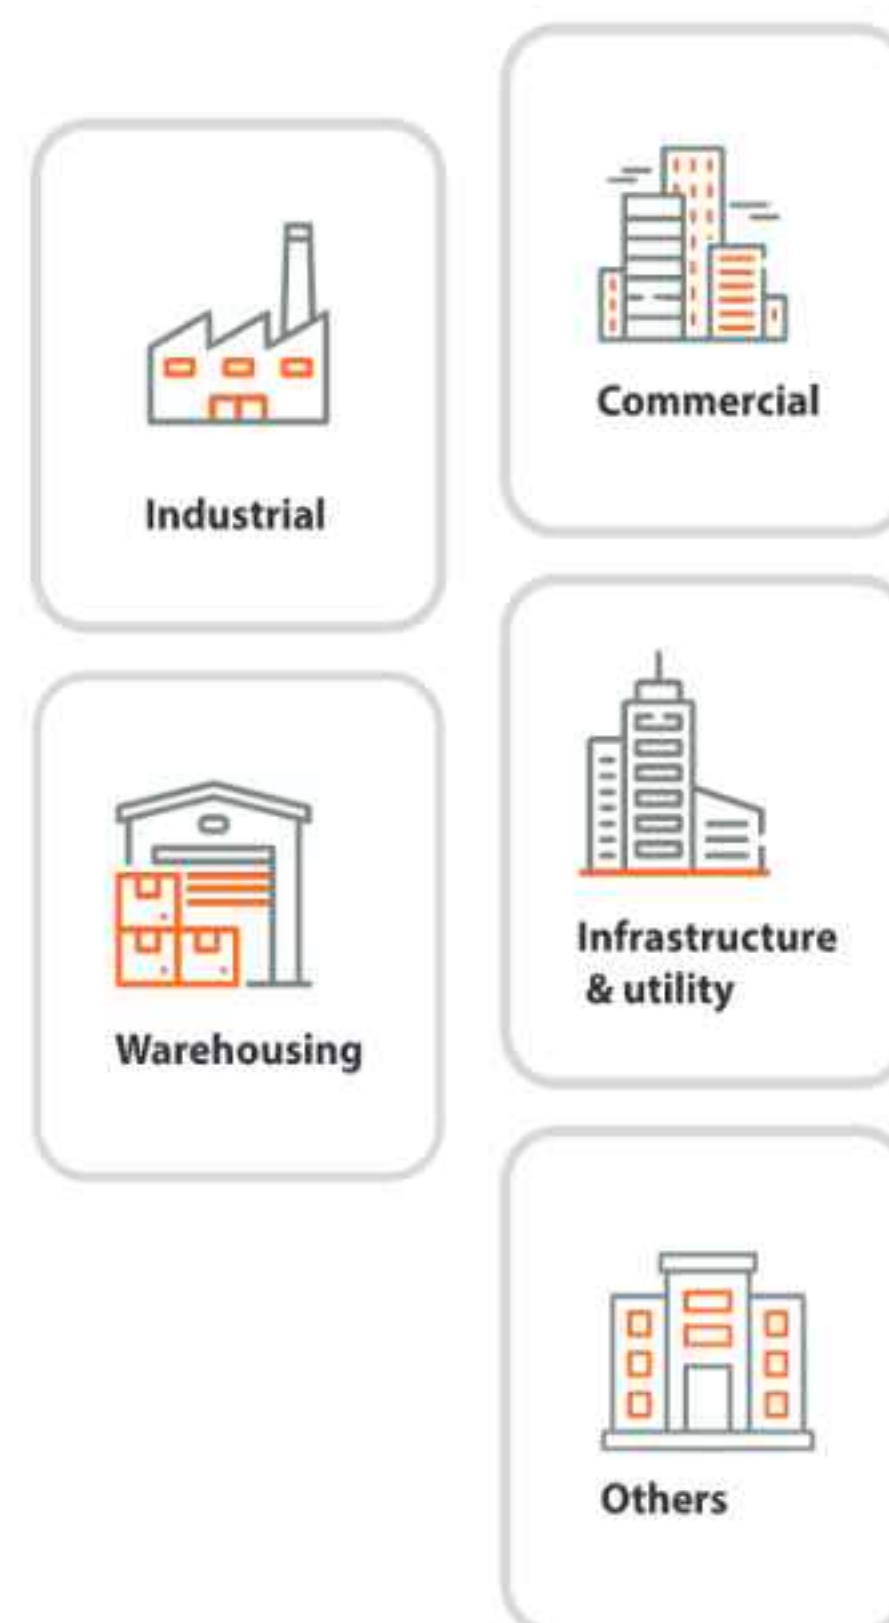 Industrial
Warehousing
Commercial
Infrastructure
& utility
Others